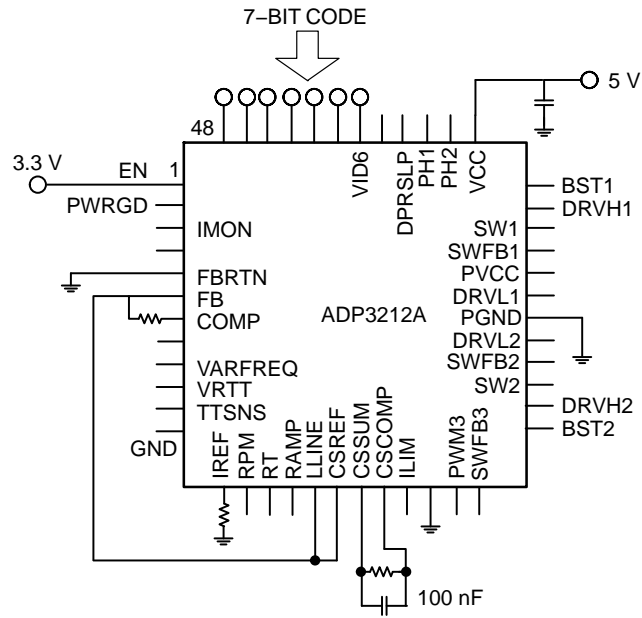 7–BIT CODE
5 V
48
3.3 V
EN
1
PWRGD
IMON
FBRTN
FB
COMP
VARFREQ
VRTT
TTSNS
GND
VID6
DPRSLP
PH1
PH2
VCC
BST1
DRVH1
SW1
SWFB1
PVCC
DRVL1
PGND
DRVL2
SWFB2
SW2
DRVH2
BST2
ADP3212A
IREF
RPM
RT
RAMP
LLINE
CSREF
CSSUM
CSCOMP
ILIM
PWM3
SWFB3
100 nF